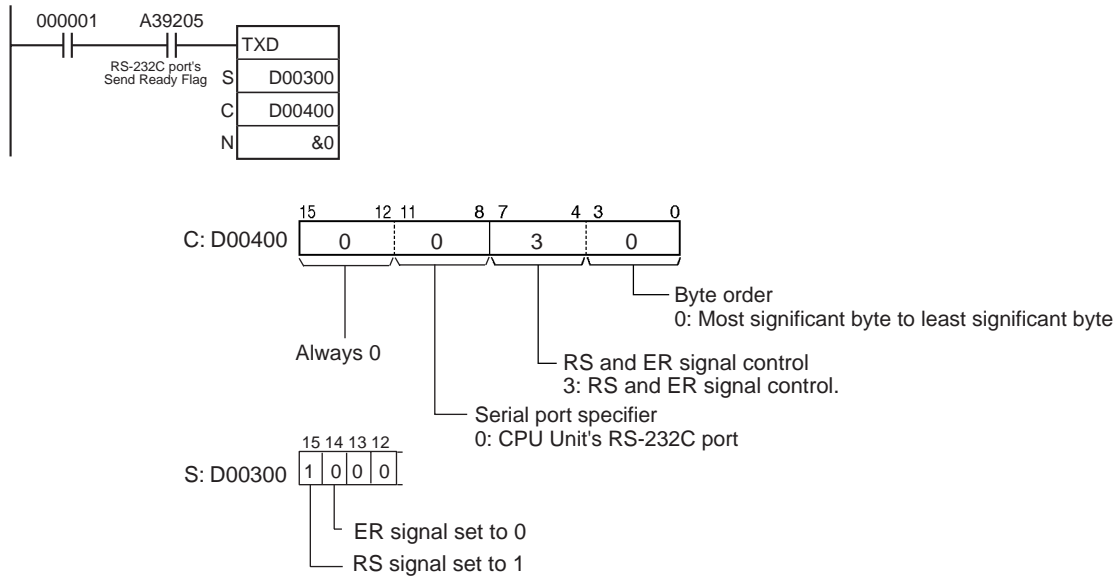 000001 A39205
TXD
RS-232C port's
Send Ready Flag
S D00300
C D00400
N &0
15 12 11 8 7 4 3 0
C: D00400 0 0 3 0
Byte order
0: Most significant byte to least significant byte
Always 0
RS and ER signal control
3: RS and ER signal control.
Serial port specifier
0: CPU Unit's RS-232C port
15 14 13 12
S: D00300 1 0 0 0
ER signal set to 0
RS signal set to 1